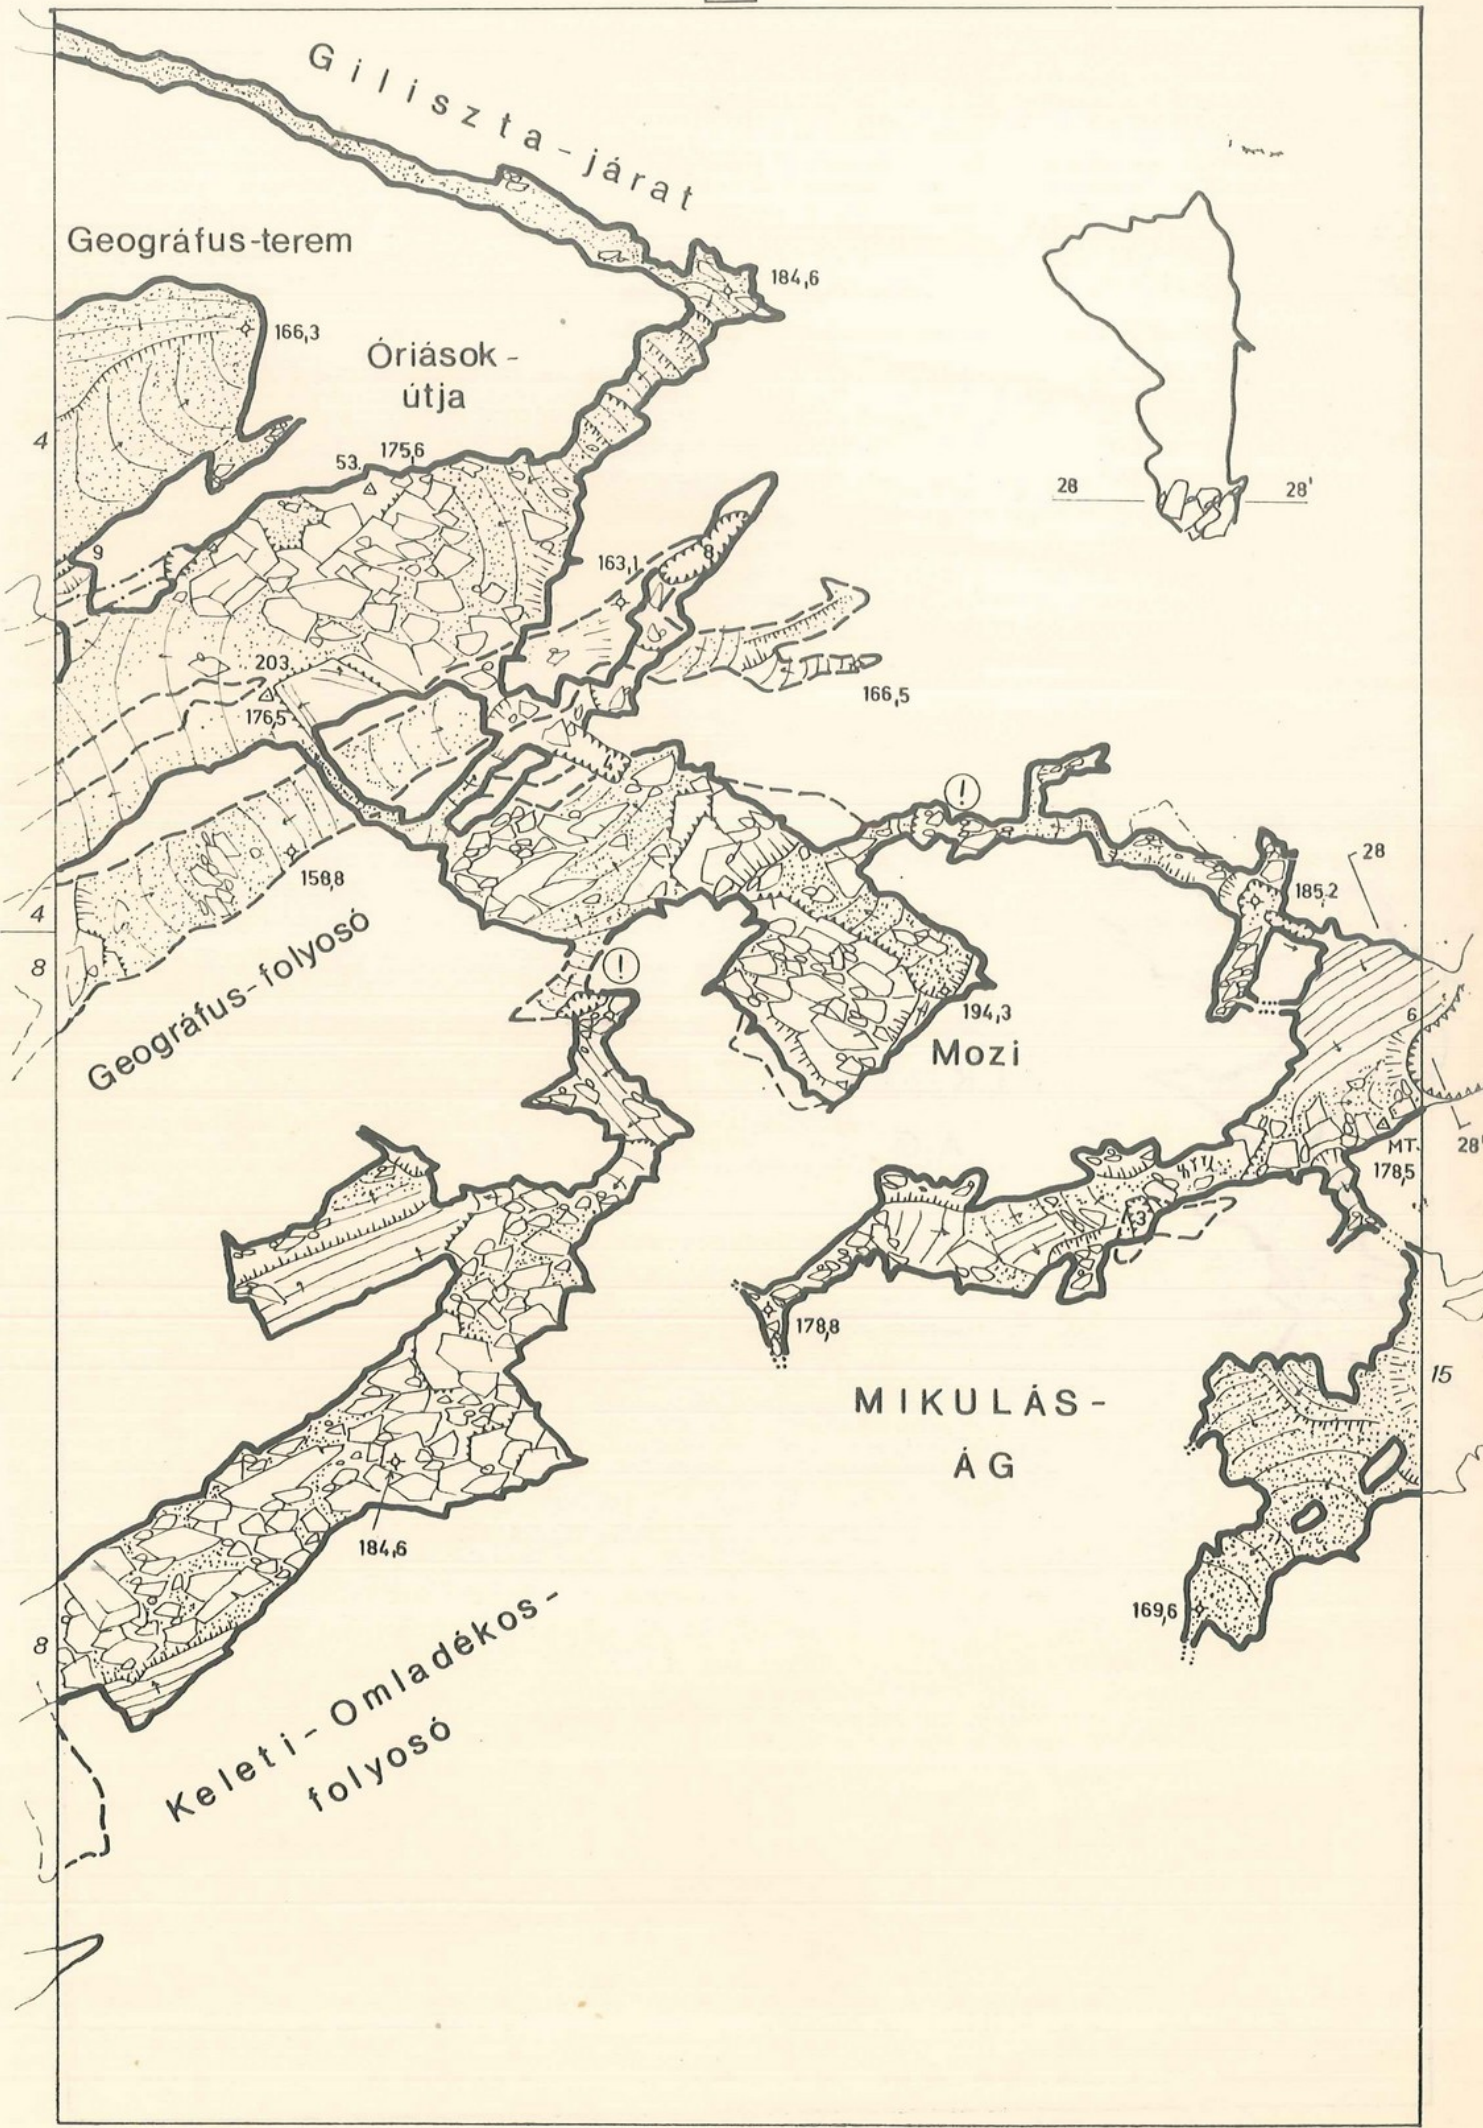 Giliszta-járat
Geográfus-terem
184,6
166,3
Óriások-
útja
4
53.
175,6
28
28'
9
163,1
8
203.
176,5
166,5
4
!
28
158,8
185,2
4
8
Geográfus-folyosó
!
194,3
6
Mozi
MT.
178,5
28'
3
178,8
15
MIKULÁS-
ÁG
184,6
169,6
8
Keleti-Omladékos-
folyosó